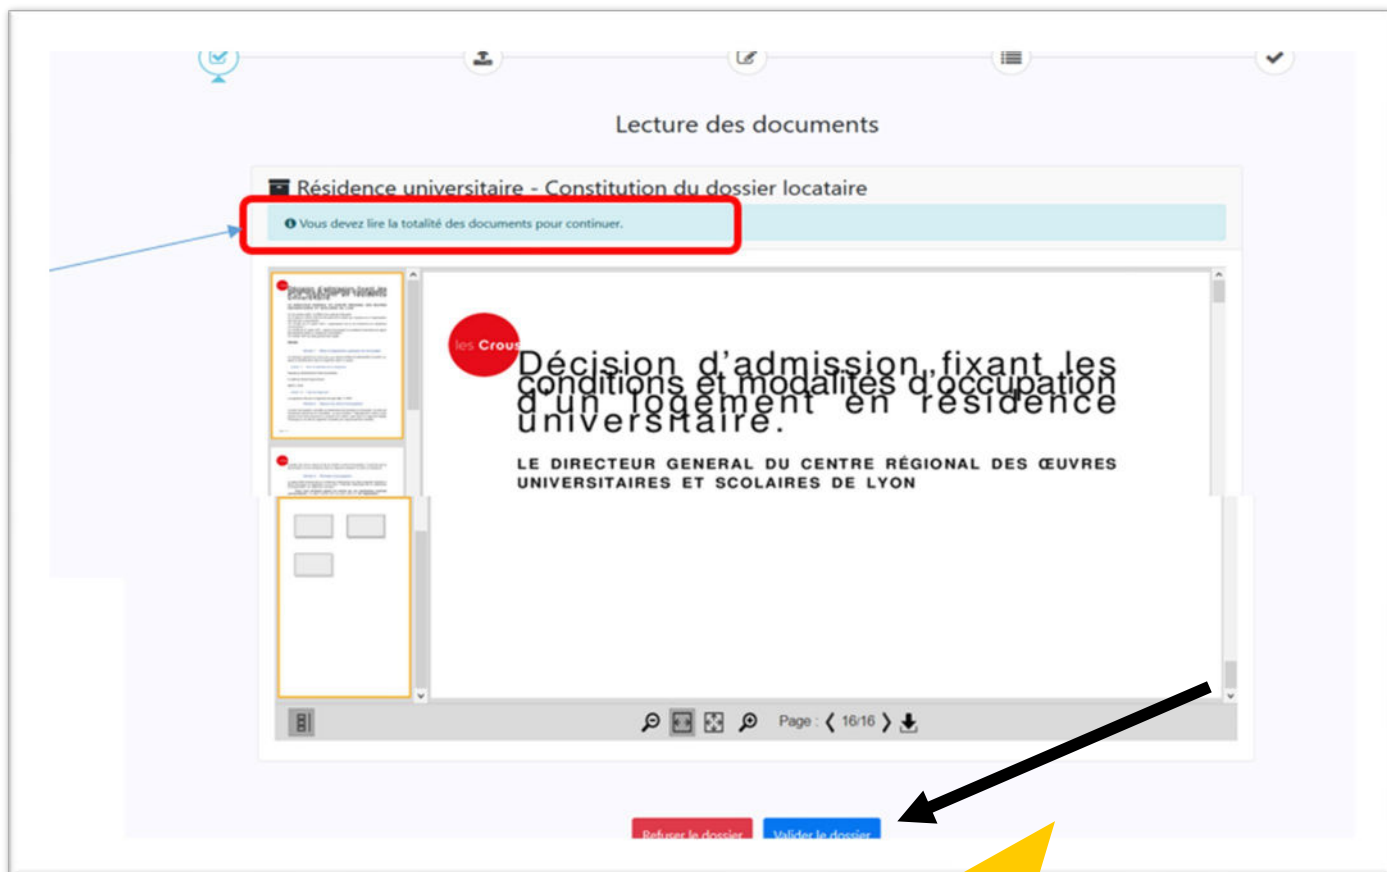 Lecture des documents
Résidence universitaire - Constitution du dossier locataire
Vous devez lire la totalité des documents pour continuer.
les Crous
Décision d'admission fixant les
conditions et modalités d'occupation
d'un logement en résidence
universitaire.
LE DIRECTEUR GENERAL DU CENTRE RÉGIONAL DES ŒUVRES
UNIVERSITAIRES ET SCOLAIRES DE LYON
Page : 16/16
Refuser le dossier Valider le dossier